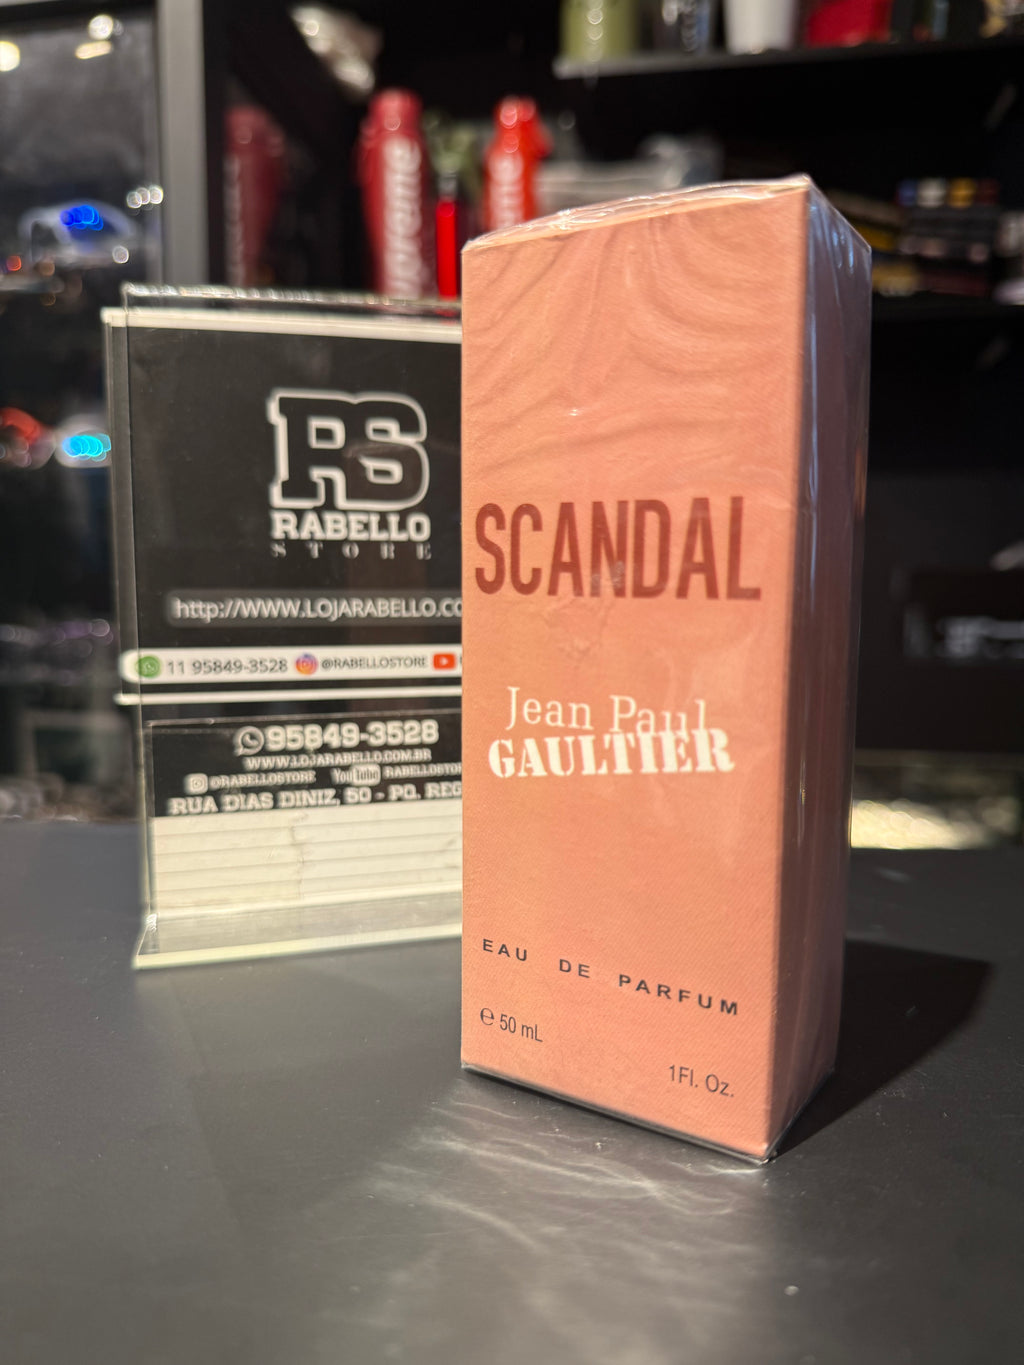 RS
RABELLO
STORE
http://WWW.LOJARABELLO.CO
11 95849-3528 @RABELLOSTORE
95849-3528
WWW.LOJARABELLO.COM.BR
@RABELLOSTORE YouTube RABELLOSTOR
RUA DIAS DINIZ, 50 - PQ. REG
SCANDAL
Jean Paul
GAULTIER
EAU DE PARFUM
℮ 50 mL
1Fl. Oz.
Supreme